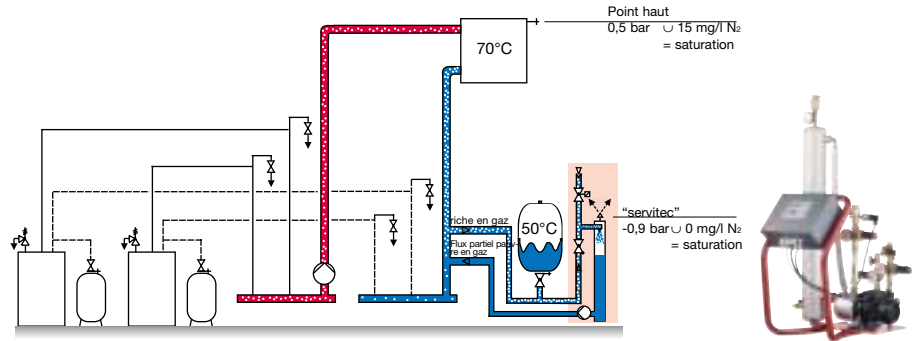 Point haut
0,5 bar ∪ 15 mg/l N₂
= saturation
70°C
riche en gaz
50°C
Flux partiel pauv-
re en gaz
“servitec”
-0,9 bar ∪ 0 mg/l N₂
= saturation